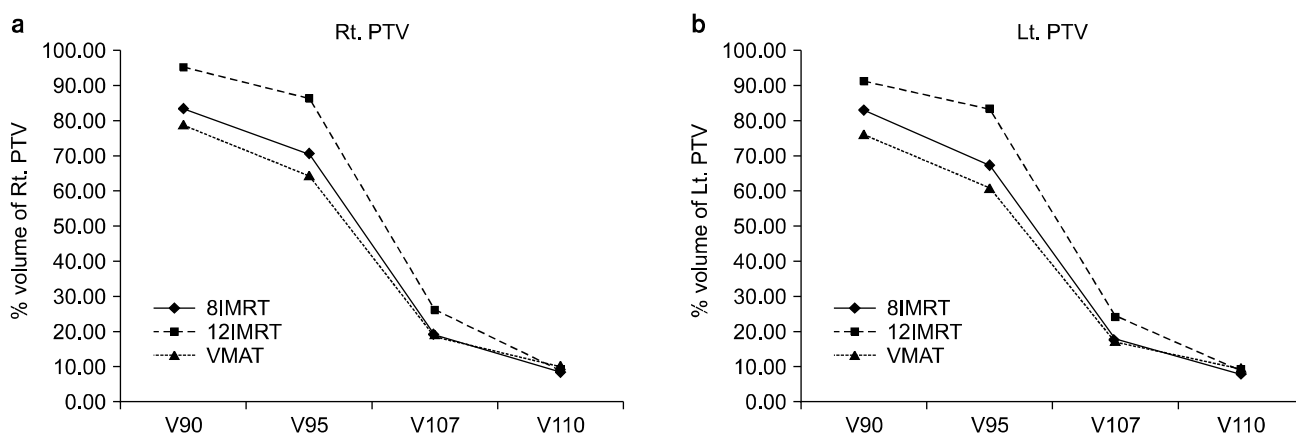 a
Rt. PTV
% volume of Rt. PTV
100.00
90.00
80.00
70.00
60.00
50.00
40.00
30.00
20.00
10.00
0.00
8IMRT
12IMRT
VMAT
V90 V95 V107 V110
b
Lt. PTV
% volume of Lt. PTV
100.00
90.00
80.00
70.00
60.00
50.00
40.00
30.00
20.00
10.00
0.00
8IMRT
12IMRT
VMAT
V90 V95 V107 V110